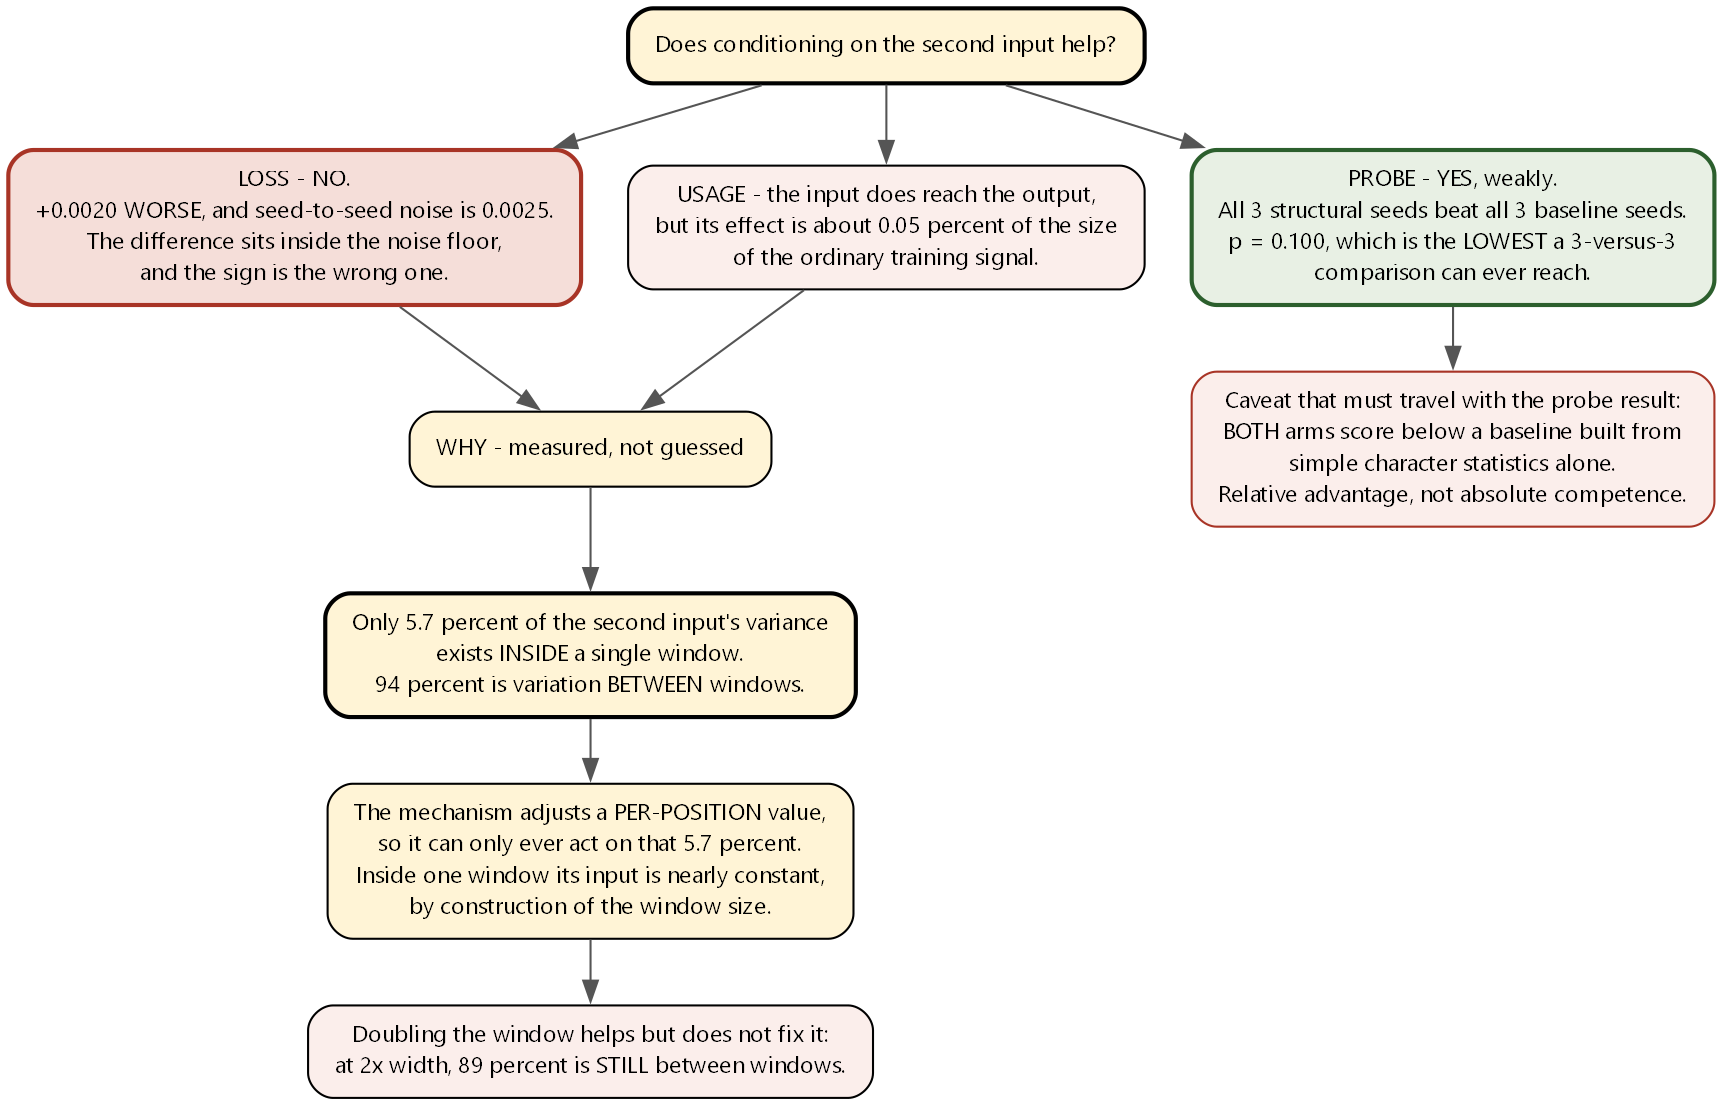 Does conditioning on the second input help?
LOSS - NO.
+0.0020 WORSE, and seed-to-seed noise is 0.0025.
The difference sits inside the noise floor,
and the sign is the wrong one.
USAGE - the input does reach the output,
but its effect is about 0.05 percent of the size
of the ordinary training signal.
PROBE - YES, weakly.
All 3 structural seeds beat all 3 baseline seeds.
p = 0.100, which is the LOWEST a 3-versus-3
comparison can ever reach.
Caveat that must travel with the probe result:
BOTH arms score below a baseline built from
simple character statistics alone.
Relative advantage, not absolute competence.
WHY - measured, not guessed
Only 5.7 percent of the second input's variance
exists INSIDE a single window.
94 percent is variation BETWEEN windows.
The mechanism adjusts a PER-POSITION value,
so it can only ever act on that 5.7 percent.
Inside one window its input is nearly constant,
by construction of the window size.
Doubling the window helps but does not fix it:
at 2x width, 89 percent is STILL between windows.